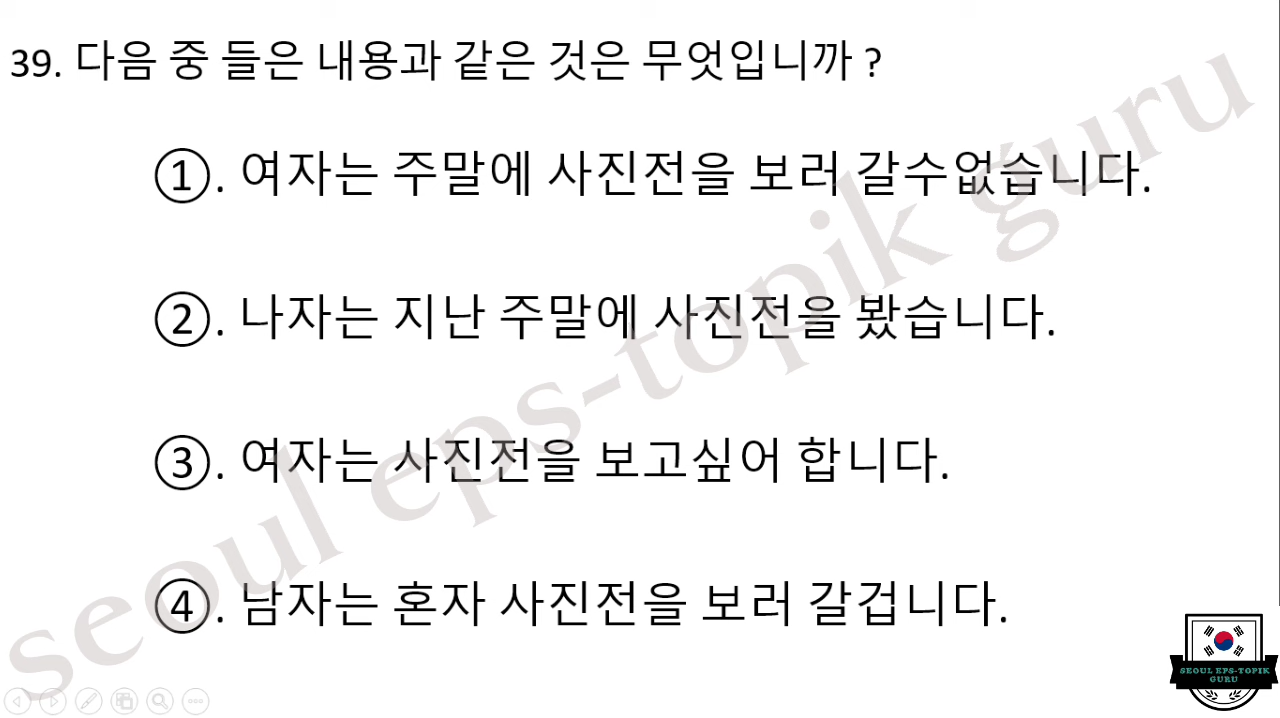 39. 다음 중 들은 내용과 같은 것은 무엇입니까 ?
①. 여자는 주말에 사진전을 보러 갈수없습니다.
②. 나자는 지난 주말에 사진전을 봤습니다.
③. 여자는 사진전을 보고싶어 합니다.
④. 남자는 혼자 사진전을 보러 갈겁니다.
seoul eps-topik guru
SEOUL EPS-TOPIK
GURU